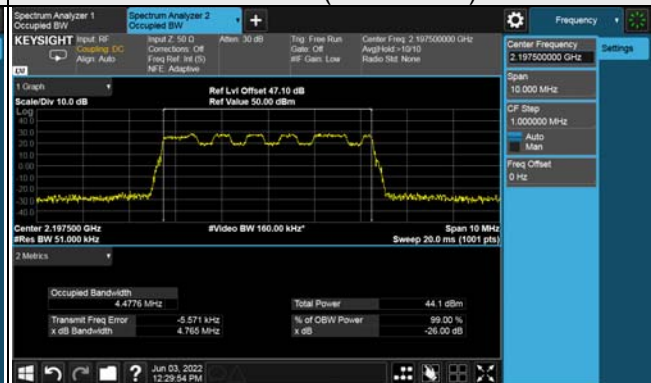 Spectrum Analyzer 1
Occupied BW
Spectrum Analyzer 2
Occupied BW
+
Frequency
KEYSIGHT
Input: RF
Coupling: DC
Align: Auto
Input Z: 50 Ω
Corrections: Off
Freq Ref: Int (S)
NFE: Adaptive
Atten: 30 dB
Trig: Free Run
Gate: Off
#IF Gain: Low
Center Freq: 2.197500000 GHz
Avg|Hold:>10/10
Radio Std: None
Center Frequency
2.197500000 GHz
Settings
Span
10.000 MHz
CF Step
1.000000 MHz
Auto
Man
Freq Offset
0 Hz
1 Graph
Scale/Div 10.0 dB
Ref Lvl Offset 47.10 dB
Ref Value 50.00 dBm
Log
40.0
30.0
20.0
10.0
0.00
-10.0
-20.0
-30.0
-40.0
Center 2.197500 GHz
#Res BW 51.000 kHz
#Video BW 160.00 kHz*
Span 10 MHz
Sweep 20.0 ms (1001 pts)
2 Metrics
Occupied Bandwidth
4.4776 MHz
Total Power 44.1 dBm
Transmit Freq Error -5.571 kHz
% of OBW Power 99.00 %
x dB Bandwidth 4.765 MHz
x dB -26.00 dB
?
Jun 03, 2022
12:29:54 PM